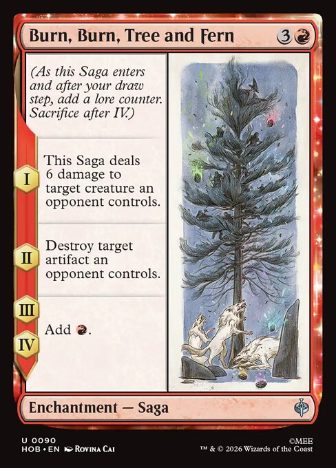 Burn, Burn, Tree and Fern 3
(As this Saga enters
and after your draw
step, add a lore counter.
Sacrifice after IV.)
I
This Saga deals
6 damage to
target creature an
opponent controls.
II
Destroy target
artifact an
opponent controls.
III
IV
Add .
Enchantment — Saga
U 0090
HOB • EN Rovina Cai
©MEE
™ & © 2026 Wizards of the Coast